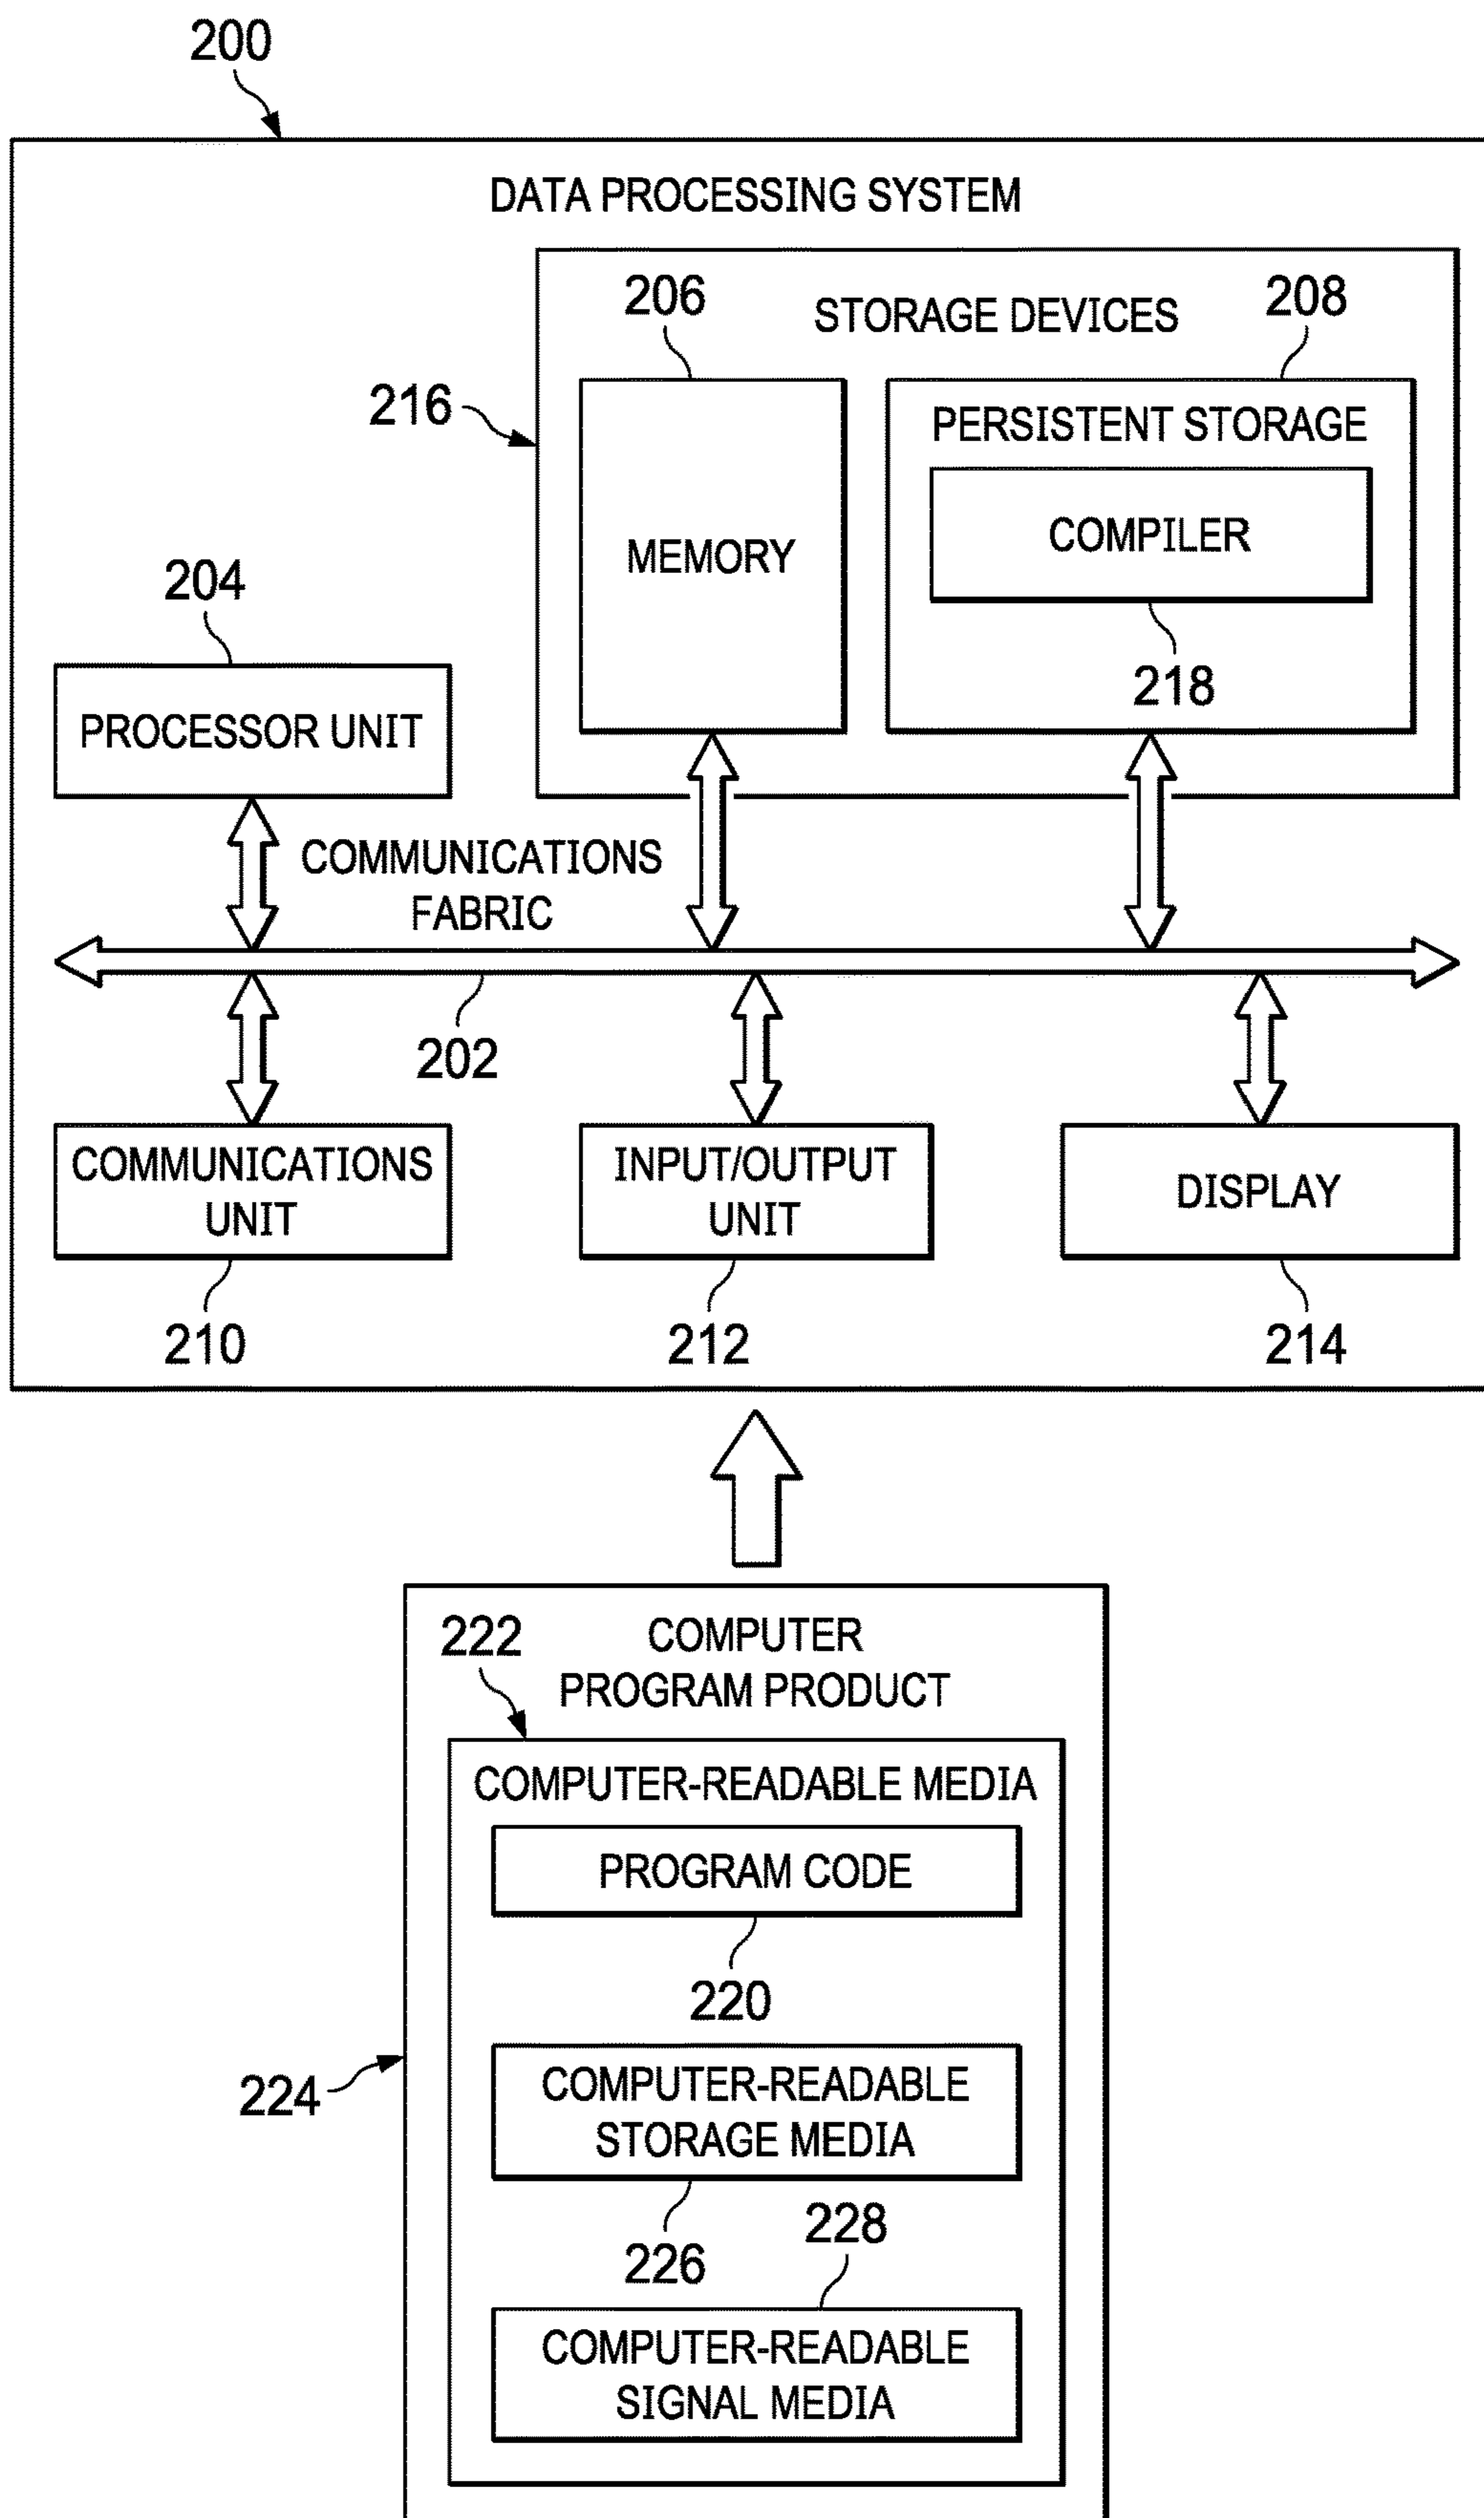 200
DATA PROCESSING SYSTEM
206
STORAGE DEVICES
208
216
PERSISTENT STORAGE
COMPILER
MEMORY
204
218
PROCESSOR UNIT
COMMUNICATIONS
FABRIC
202
COMMUNICATIONS
UNIT
INPUT/OUTPUT
UNIT
DISPLAY
210
212
214
222
COMPUTER
PROGRAM PRODUCT
COMPUTER-READABLE MEDIA
PROGRAM CODE
220
224
COMPUTER-READABLE
STORAGE MEDIA
226
228
COMPUTER-READABLE
SIGNAL MEDIA